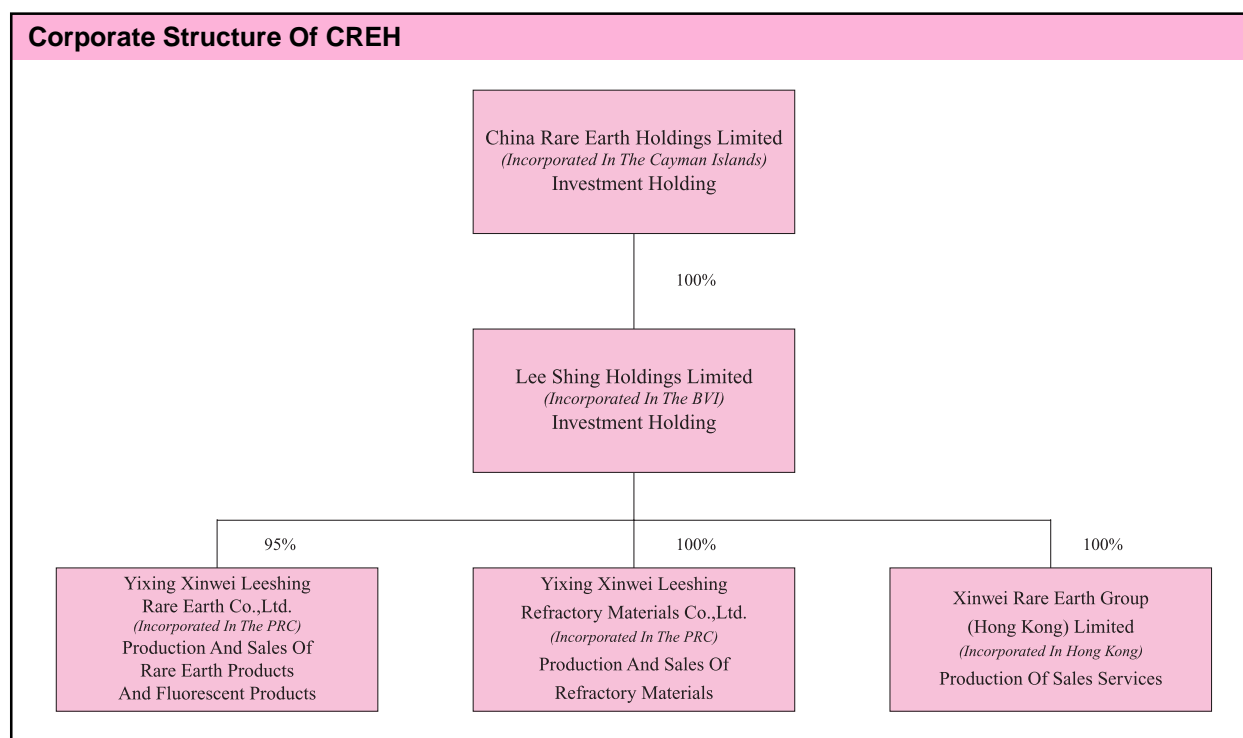 Corporate Structure Of CREH
China Rare Earth Holdings Limited
(Incorporated In The Cayman Islands)
Investment Holding
100%
Lee Shing Holdings Limited
(Incorporated In The BVI)
Investment Holding
95%
100%
100%
Yixing Xinwei Leeshing
Rare Earth Co.,Ltd.
(Incorporated In The PRC)
Production And Sales Of
Rare Earth Products
And Fluorescent Products
Yixing Xinwei Leeshing
Refractory Materials Co.,Ltd.
(Incorporated In The PRC)
Production And Sales Of
Refractory Materials
Xinwei Rare Earth Group
(Hong Kong) Limited
(Incorporated In Hong Kong)
Production Of Sales Services